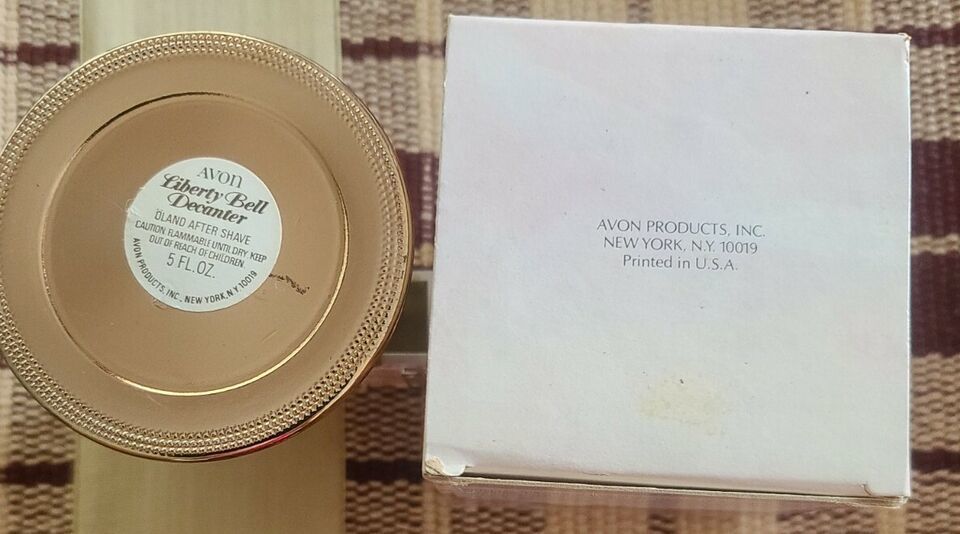 AVON
Liberty Bell
Decanter
ÖLAND AFTER SHAVE
CAUTION: FLAMMABLE UNTIL DRY. KEEP
OUT OF REACH OF CHILDREN
5 FL. OZ.
AVON PRODUCTS, INC., NEW YORK, N.Y. 10019
AVON PRODUCTS, INC.
NEW YORK, N.Y. 10019
Printed in U.S.A.